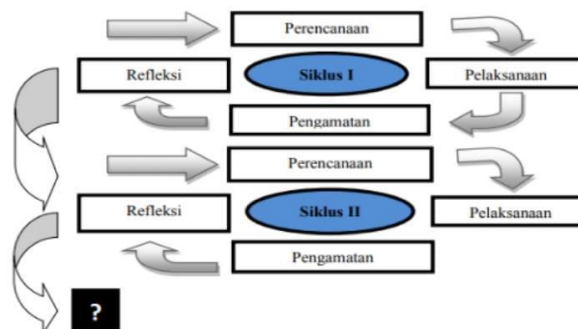 Perencanaan
Refleksi
Siklus I
Pelaksanaan
Pengamatan
Perencanaan
Refleksi
Siklus II
Pelaksanaan
Pengamatan
?